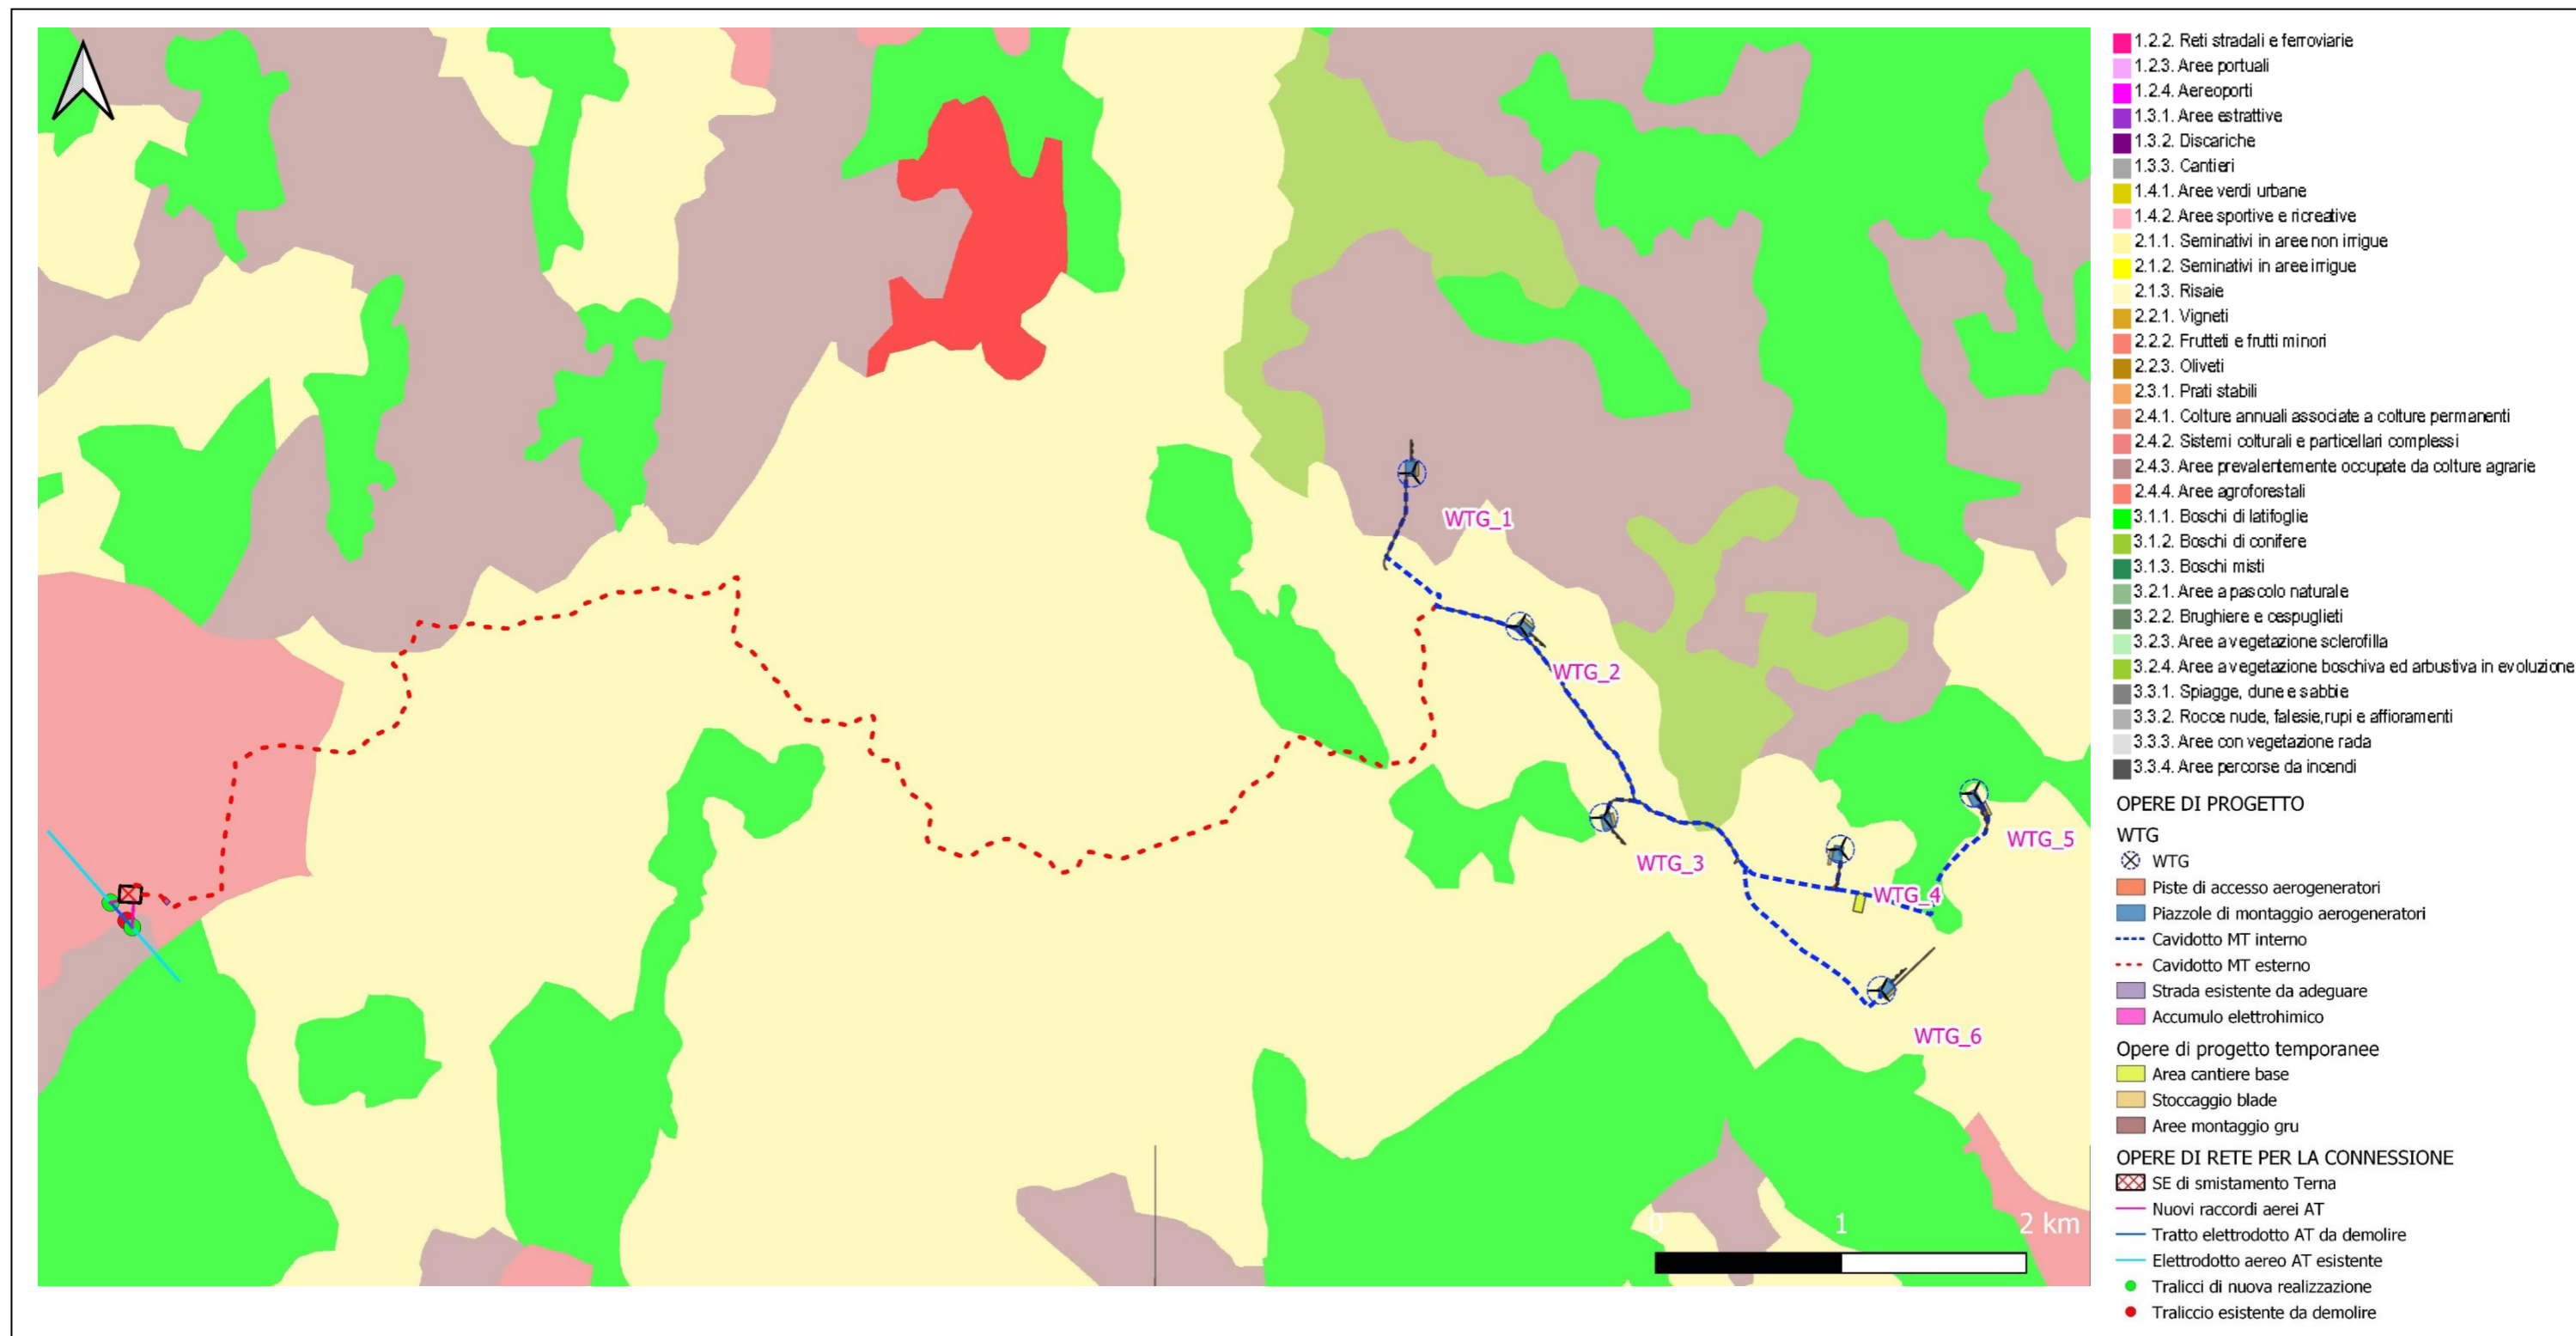 WTG_1
WTG_2
WTG_3
WTG_4
WTG_5
WTG_6
0 1 2 km
1.2.2. Reti stradali e ferroviarie
1.2.3. Aree portuali
1.2.4. Aereoporti
1.3.1. Aree estrattive
1.3.2. Discariche
1.3.3. Cantieri
1.4.1. Aree verdi urbane
1.4.2. Aree sportive e ricreative
2.1.1. Seminativi in aree non irrigue
2.1.2. Seminativi in aree irrigue
2.1.3. Risaie
2.2.1. Vigneti
2.2.2. Frutteti e frutti minori
2.2.3. Oliveti
2.3.1. Prati stabili
2.4.1. Colture annuali associate a colture permanenti
2.4.2. Sistemi colturali e particellari complessi
2.4.3. Aree prevalentemente occupate da colture agrarie
2.4.4. Aree agroforestali
3.1.1. Boschi di latifoglie
3.1.2. Boschi di conifere
3.1.3. Boschi misti
3.2.1. Aree a pascolo naturale
3.2.2. Brughiere e cespuglieti
3.2.3. Aree a vegetazione sclerofilla
3.2.4. Aree a vegetazione boschiva ed arbustiva in evoluzione
3.3.1. Spiagge, dune e sabbie
3.3.2. Rocce nude, falesie, rupi e affioramenti
3.3.3. Aree con vegetazione rada
3.3.4. Aree percorse da incendi
OPERE DI PROGETTO
WTG
WTG
Piste di accesso aerogeneratori
Piazzole di montaggio aerogeneratori
Cavidotto MT interno
Cavidotto MT esterno
Strada esistente da adeguare
Accumulo elettrohimico
Opere di progetto temporanee
Area cantiere base
Stoccaggio blade
Aree montaggio gru
OPERE DI RETE PER LA CONNESSIONE
SE di smistamento Terna
Nuovi raccordi aerei AT
Tratto elettrodotto AT da demolire
Elettrodotto aereo AT esistente
Tralicci di nuova realizzazione
Traliccio esistente da demolire